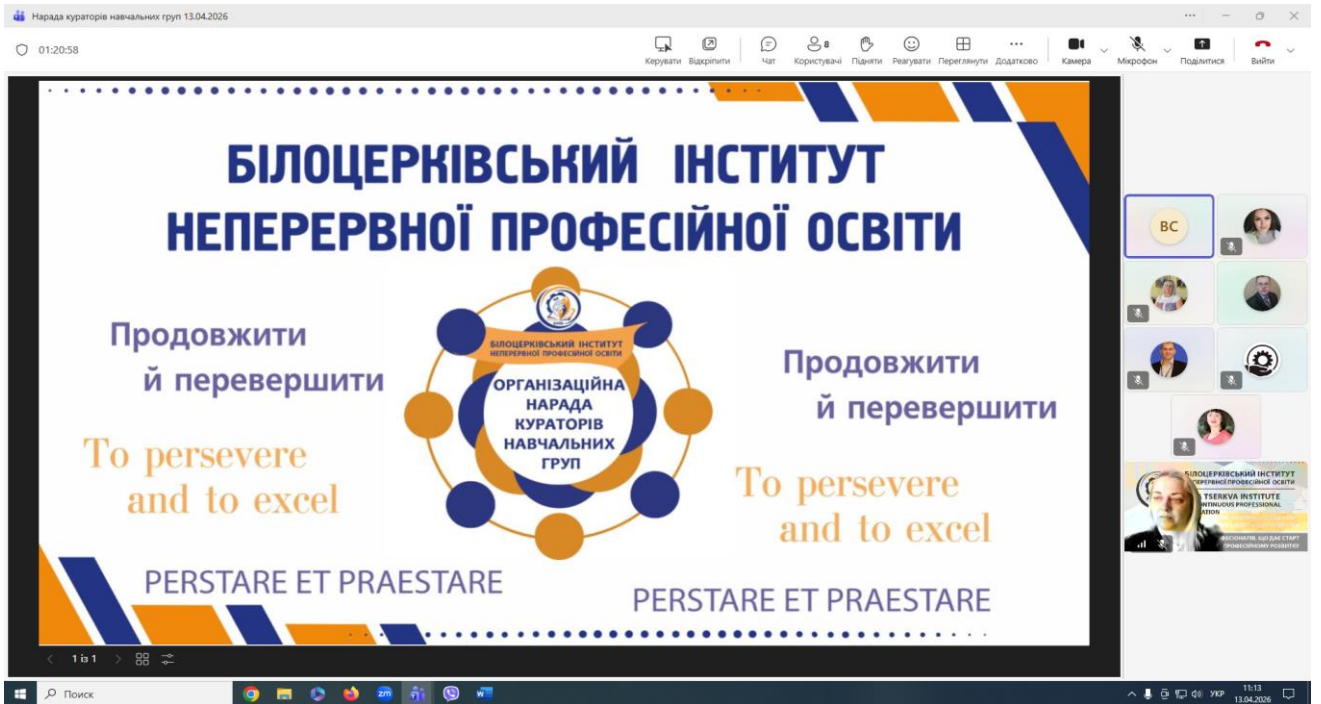 Нарада кураторів навчальних груп 13.04.2026
01:20:58
Керувати
Відкріпити
Чат
8
Користувачі
Підняти
Реагувати
Переглянути
Додатково
Камера
Мікрофон
Поділитися
Вийти
БІЛОЦЕРКІВСЬКИЙ ІНСТИТУТ
НЕПЕРЕРВНОЇ ПРОФЕСІЙНОЇ ОСВІТИ
Продовжити
й перевершити
To persevere
and to excel
PERSTARE ET PRAESTARE
БІЛОЦЕРКІВСЬКИЙ ІНСТИТУТ
НЕПЕРЕРВНОЇ ПРОФЕСІЙНОЇ ОСВІТИ
ОРГАНІЗАЦІЙНА
НАРАДА
КУРАТОРІВ
НАВЧАЛЬНИХ
ГРУП
Продовжити
й перевершити
To persevere
and to excel
PERSTARE ET PRAESTARE
1 із 1
ВС
БІЛОЦЕРКІВСЬКИЙ ІНСТИТУТ
ПРОФЕСІЙНОЇ ОСВІТИ
TSERKVA INSTITUTE
PROFESSIONAL
ЩО ДАЄ СТАРТ
ПРОФЕСІЙНОМУ РОЗВИТКУ
Поиск
zm
УКР
11:13
13.04.2026